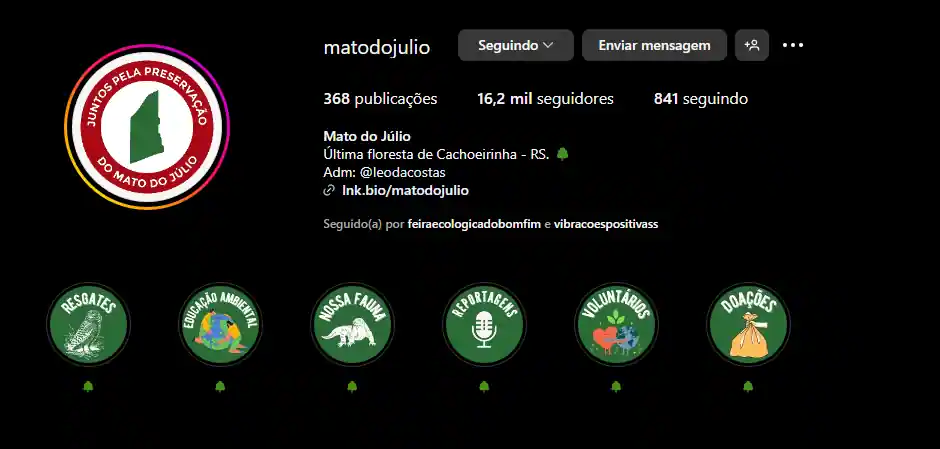 JUNTOS PELA PRESERVAÇÃO
DO MATO DO JÚLIO
matodojulio Seguindo Enviar mensagem
368 publicações 16,2 mil seguidores 841 seguindo
Mato do Júlio
Última floresta de Cachoeirinha - RS.
Adm: @leodacostas
lnk.bio/matodojulio
Seguido(a) por feiraecologicadobomfim e vibracoespositivass
RESGATES EDUCAÇÃO AMBIENTAL NOSSA FAUNA REPORTAGENS VOLUNTÁRIOS DOAÇÕES